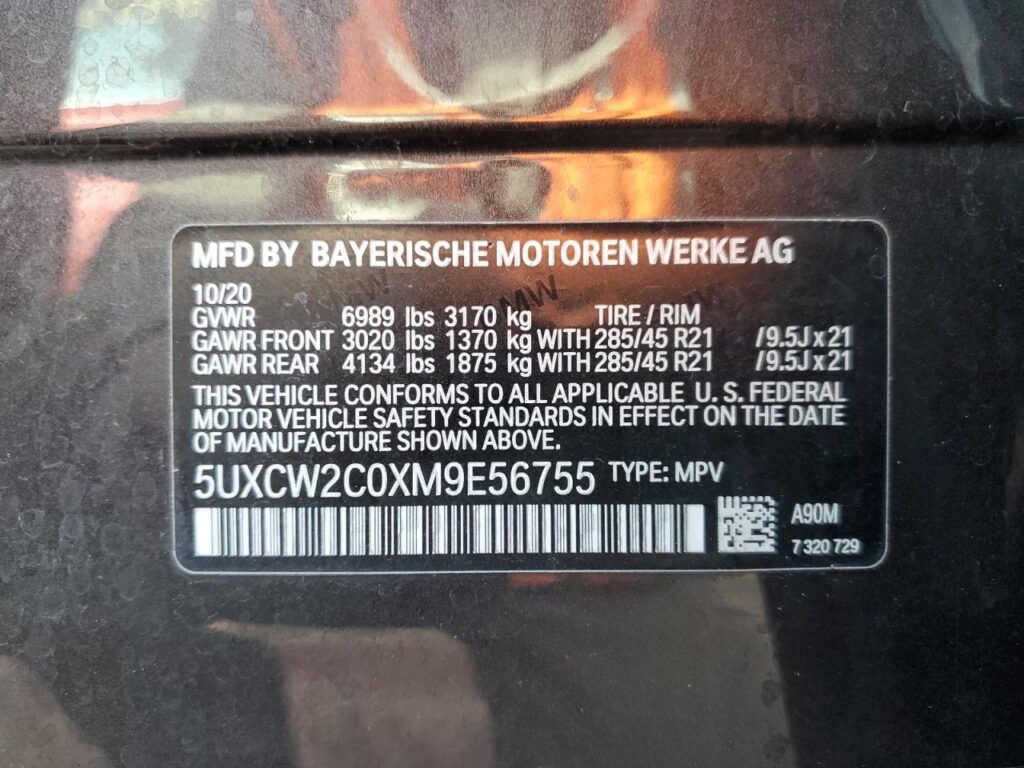 MFD BY BAYERISCHE MOTOREN WERKE AG
10/20
GVWR 6989 lbs 3170 kg TIRE / RIM
GAWR FRONT 3020 lbs 1370 kg WITH 285/45 R21 /9.5J x 21
GAWR REAR 4134 lbs 1875 kg WITH 285/45 R21 /9.5J x 21
THIS VEHICLE CONFORMS TO ALL APPLICABLE U. S. FEDERAL
MOTOR VEHICLE SAFETY STANDARDS IN EFFECT ON THE DATE
OF MANUFACTURE SHOWN ABOVE.
5UXCW2C0XM9E56755 TYPE: MPV
A90M
7 320 729